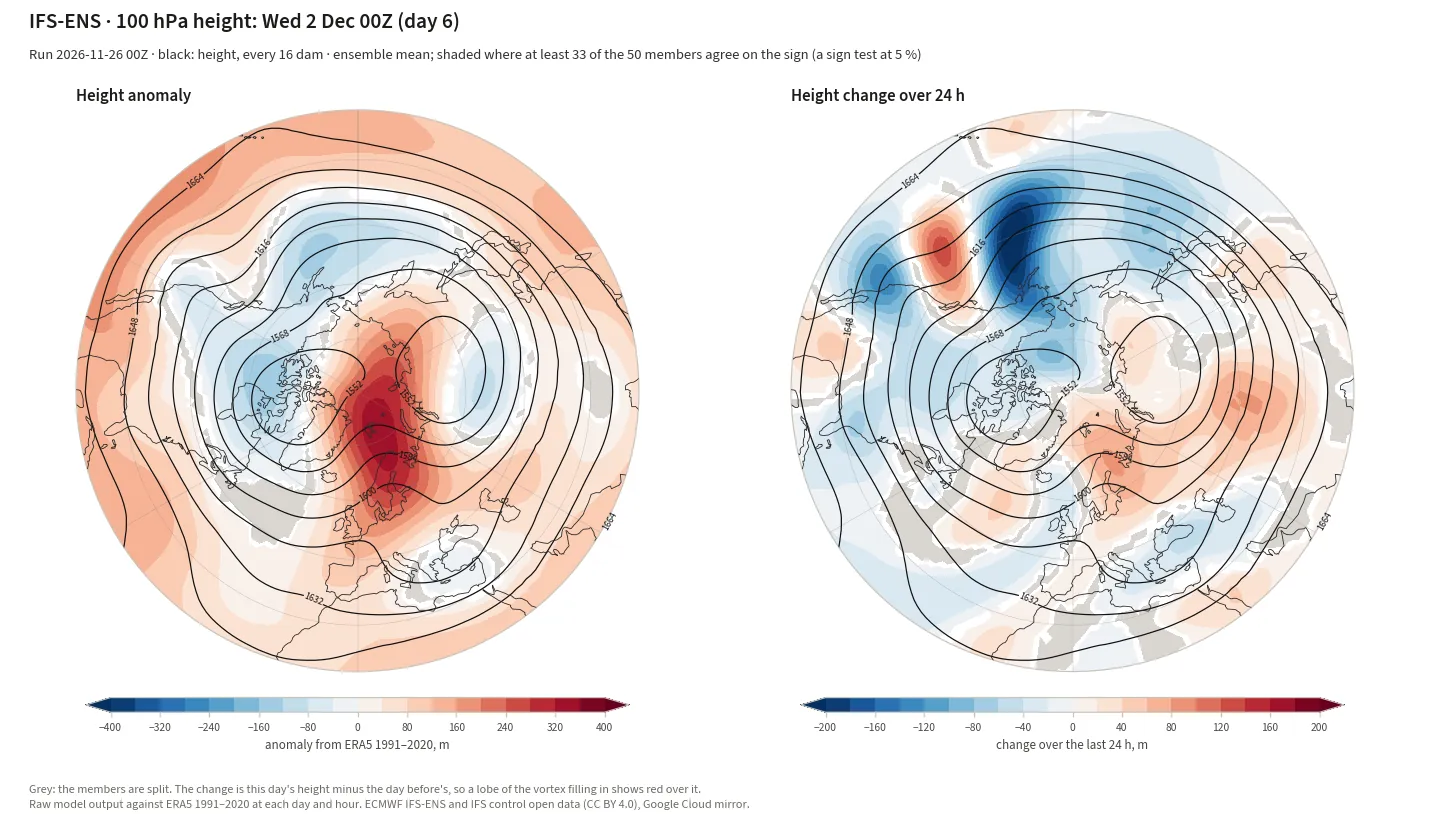 IFS-ENS · 100 hPa height: Wed 2 Dec 00Z (day 6)
Run 2026-11-26 00Z · black: height, every 16 dam · ensemble mean; shaded where at least 33 of the 50 members agree on the sign (a sign test at 5 %)
Height anomaly
Height change over 24 h
1664
1616
1648
1568
1552
1600
1632
1664
1664
1616
1648
1568
1552
1600
1632
1664
−400 −320 −240 −160 −80 0 80 160 240 320 400
anomaly from ERA5 1991–2020, m
−200 −160 −120 −80 −40 0 40 80 120 160 200
change over the last 24 h, m
Grey: the members are split. The change is this day's height minus the day before's, so a lobe of the vortex filling in shows red over it.
Raw model output against ERA5 1991–2020 at each day and hour. ECMWF IFS-ENS and IFS control open data (CC BY 4.0), Google Cloud mirror.